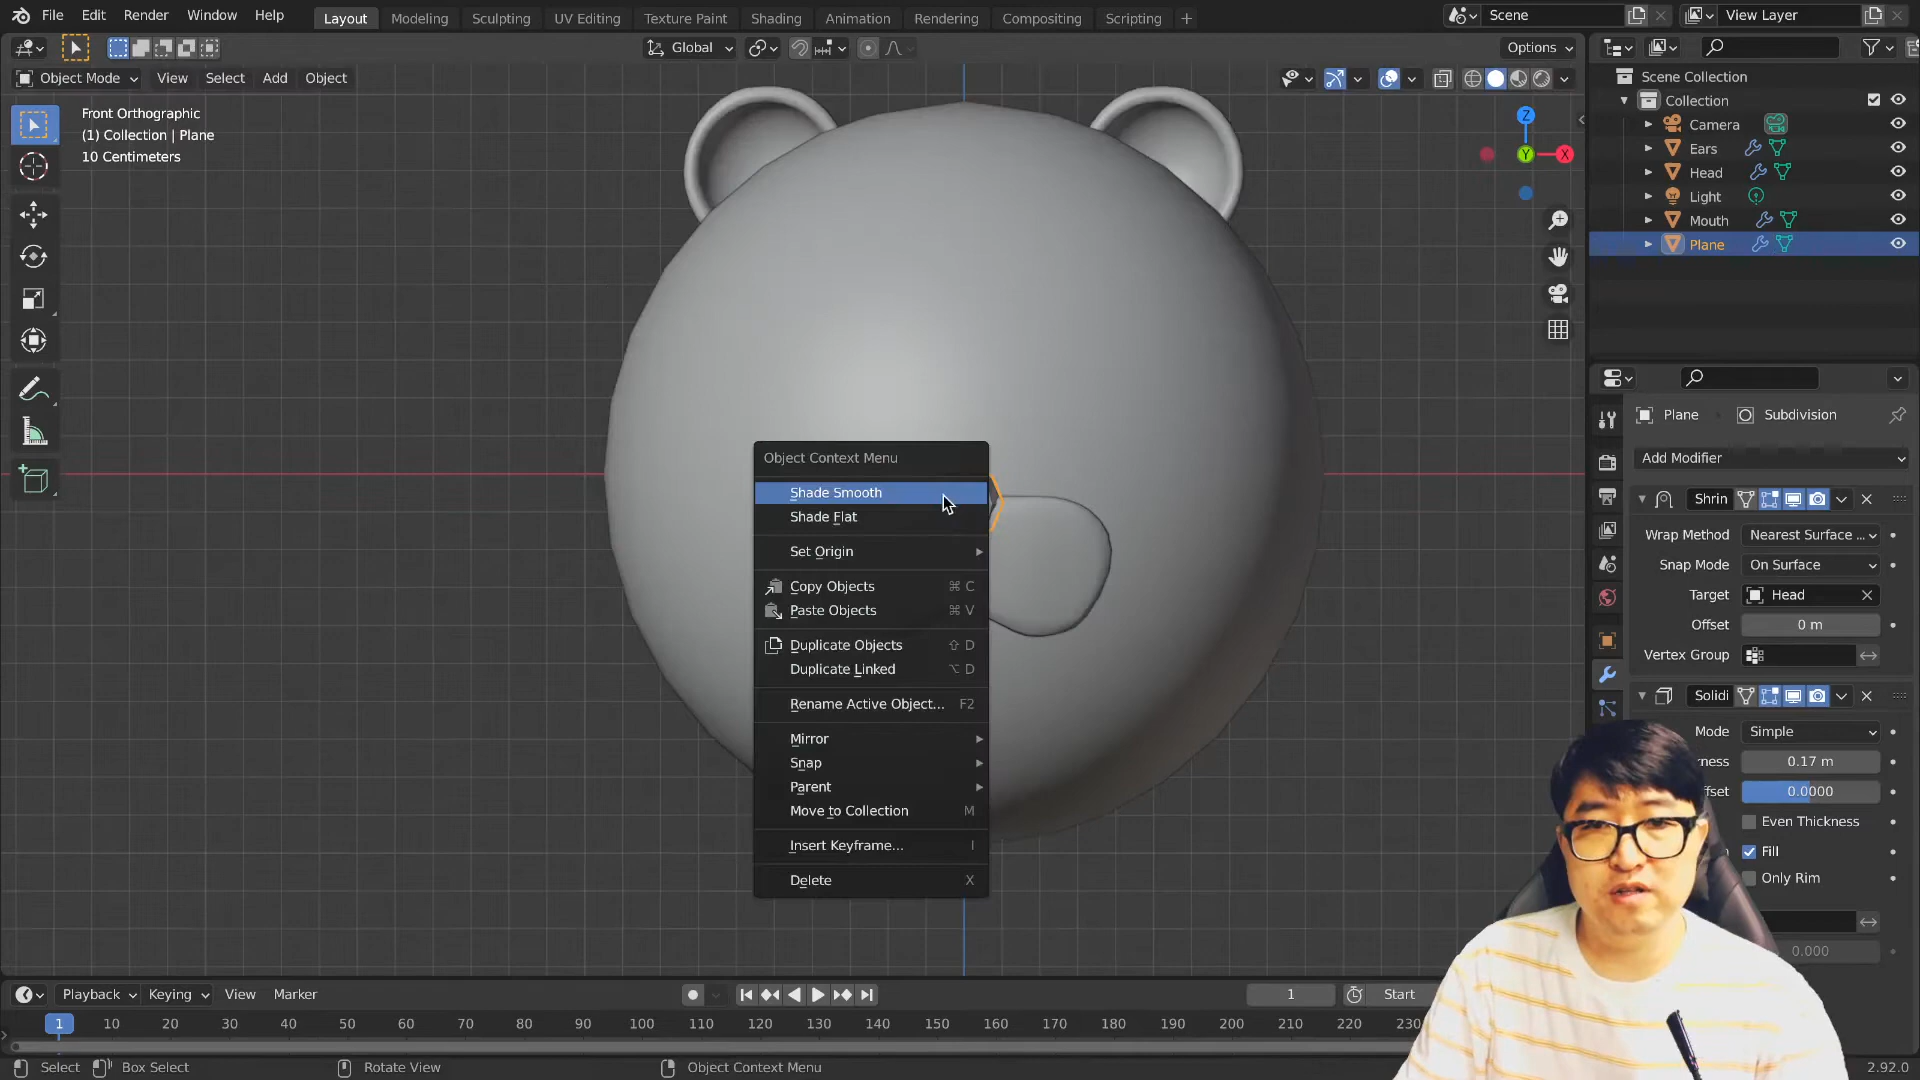 File Edit Render Window Help Layout Modeling Sculpting UV Editing Texture Paint Shading Animation Rendering Compositing Scripting + Scene View Layer
Global Options
Object Mode View Select Add Object
Front Orthographic
(1) Collection | Plane
10 Centimeters
Z
Y
X
Scene Collection
Collection
Camera
Ears
Head
Light
Mouth
Plane
Object Context Menu
Shade Smooth
Shade Flat
Set Origin
Copy Objects ⌘ C
Paste Objects ⌘ V
Duplicate Objects ⇧ D
Duplicate Linked ⌥ D
Rename Active Object... F2
Mirror
Snap
Parent
Move to Collection M
Insert Keyframe... I
Delete X
Plane Subdivision
Add Modifier
Shrin
Wrap Method Nearest Surface ...
Snap Mode On Surface
Target Head
Offset 0 m
Vertex Group
Solidi
Mode Simple
ness 0.17 m
fset 0.0000
Even Thickness
Fill
Only Rim
0.000
Playback Keying View Marker 1 Start
1 10 20 30 40 50 60 70 80 90 100 110 120 130 140 150 160 170 180 190 200 210 220 230
Select Box Select Rotate View Object Context Menu 2.92.0